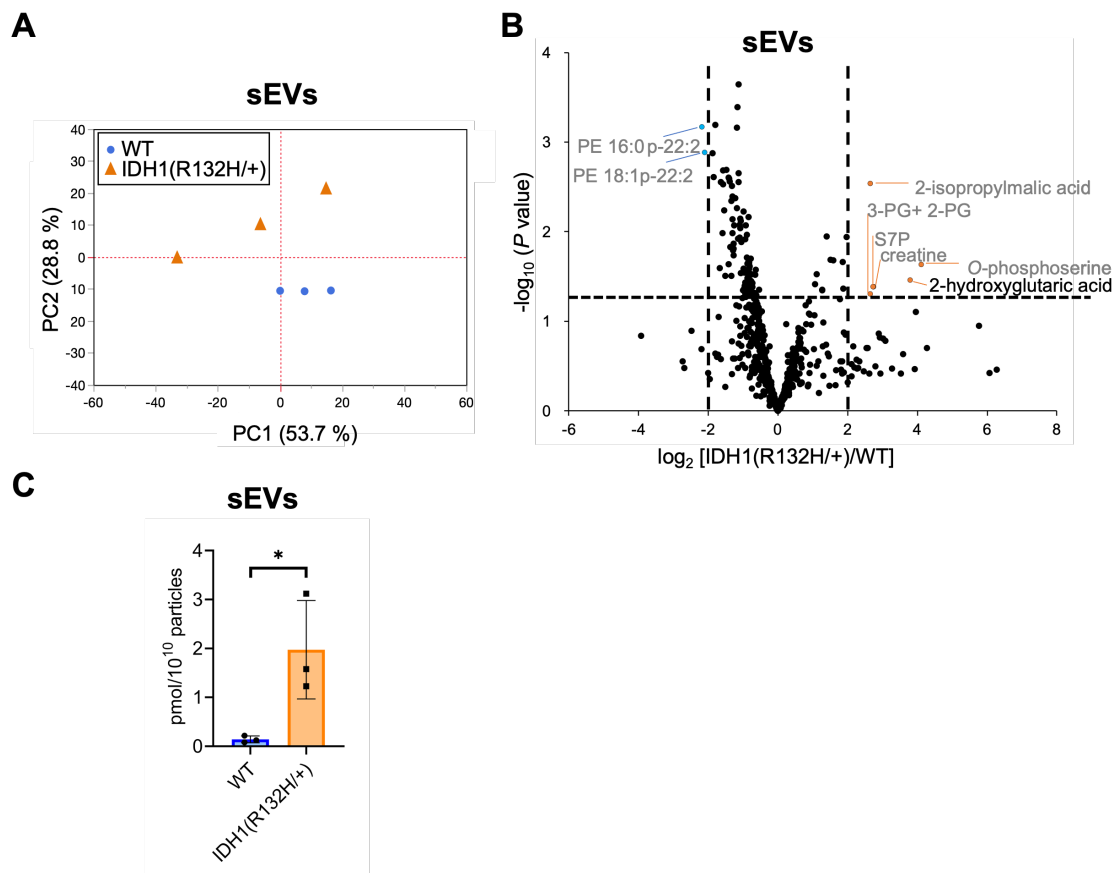 A
sEVs
WT
IDH1(R132H/+)
PC2 (28.8 %)
40
30
20
10
0
10
20
-30
-40
-60
-40
-20
0
20
40
60
PC1 (53.7 %)
B
sEVs
-log10 (P value)
4
3
2
1
0
PE 16:0p-22:2
PE 18:1p-22:2
2-isopropylmalic acid
3-PG+ 2-PG
S7P
creatine
O-phosphoserine
2-hydroxyglutaric acid
-6
-4
-2
0
2
4
6
8
log2 [IDH1(R132H/+)/WT]
C
sEVs
pmol/10^10 particles
4
3
2
1
0
*
WT
IDH1(R132H/+)